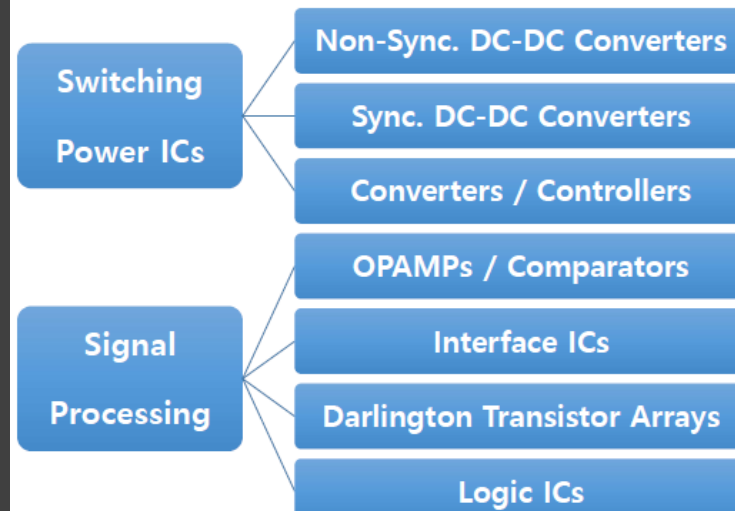 Switching
Power ICs
Non-Sync. DC-DC Converters
Sync. DC-DC Converters
Converters / Controllers
Signal
Processing
OPAMPs / Comparators
Interface ICs
Darlington Transistor Arrays
Logic ICs